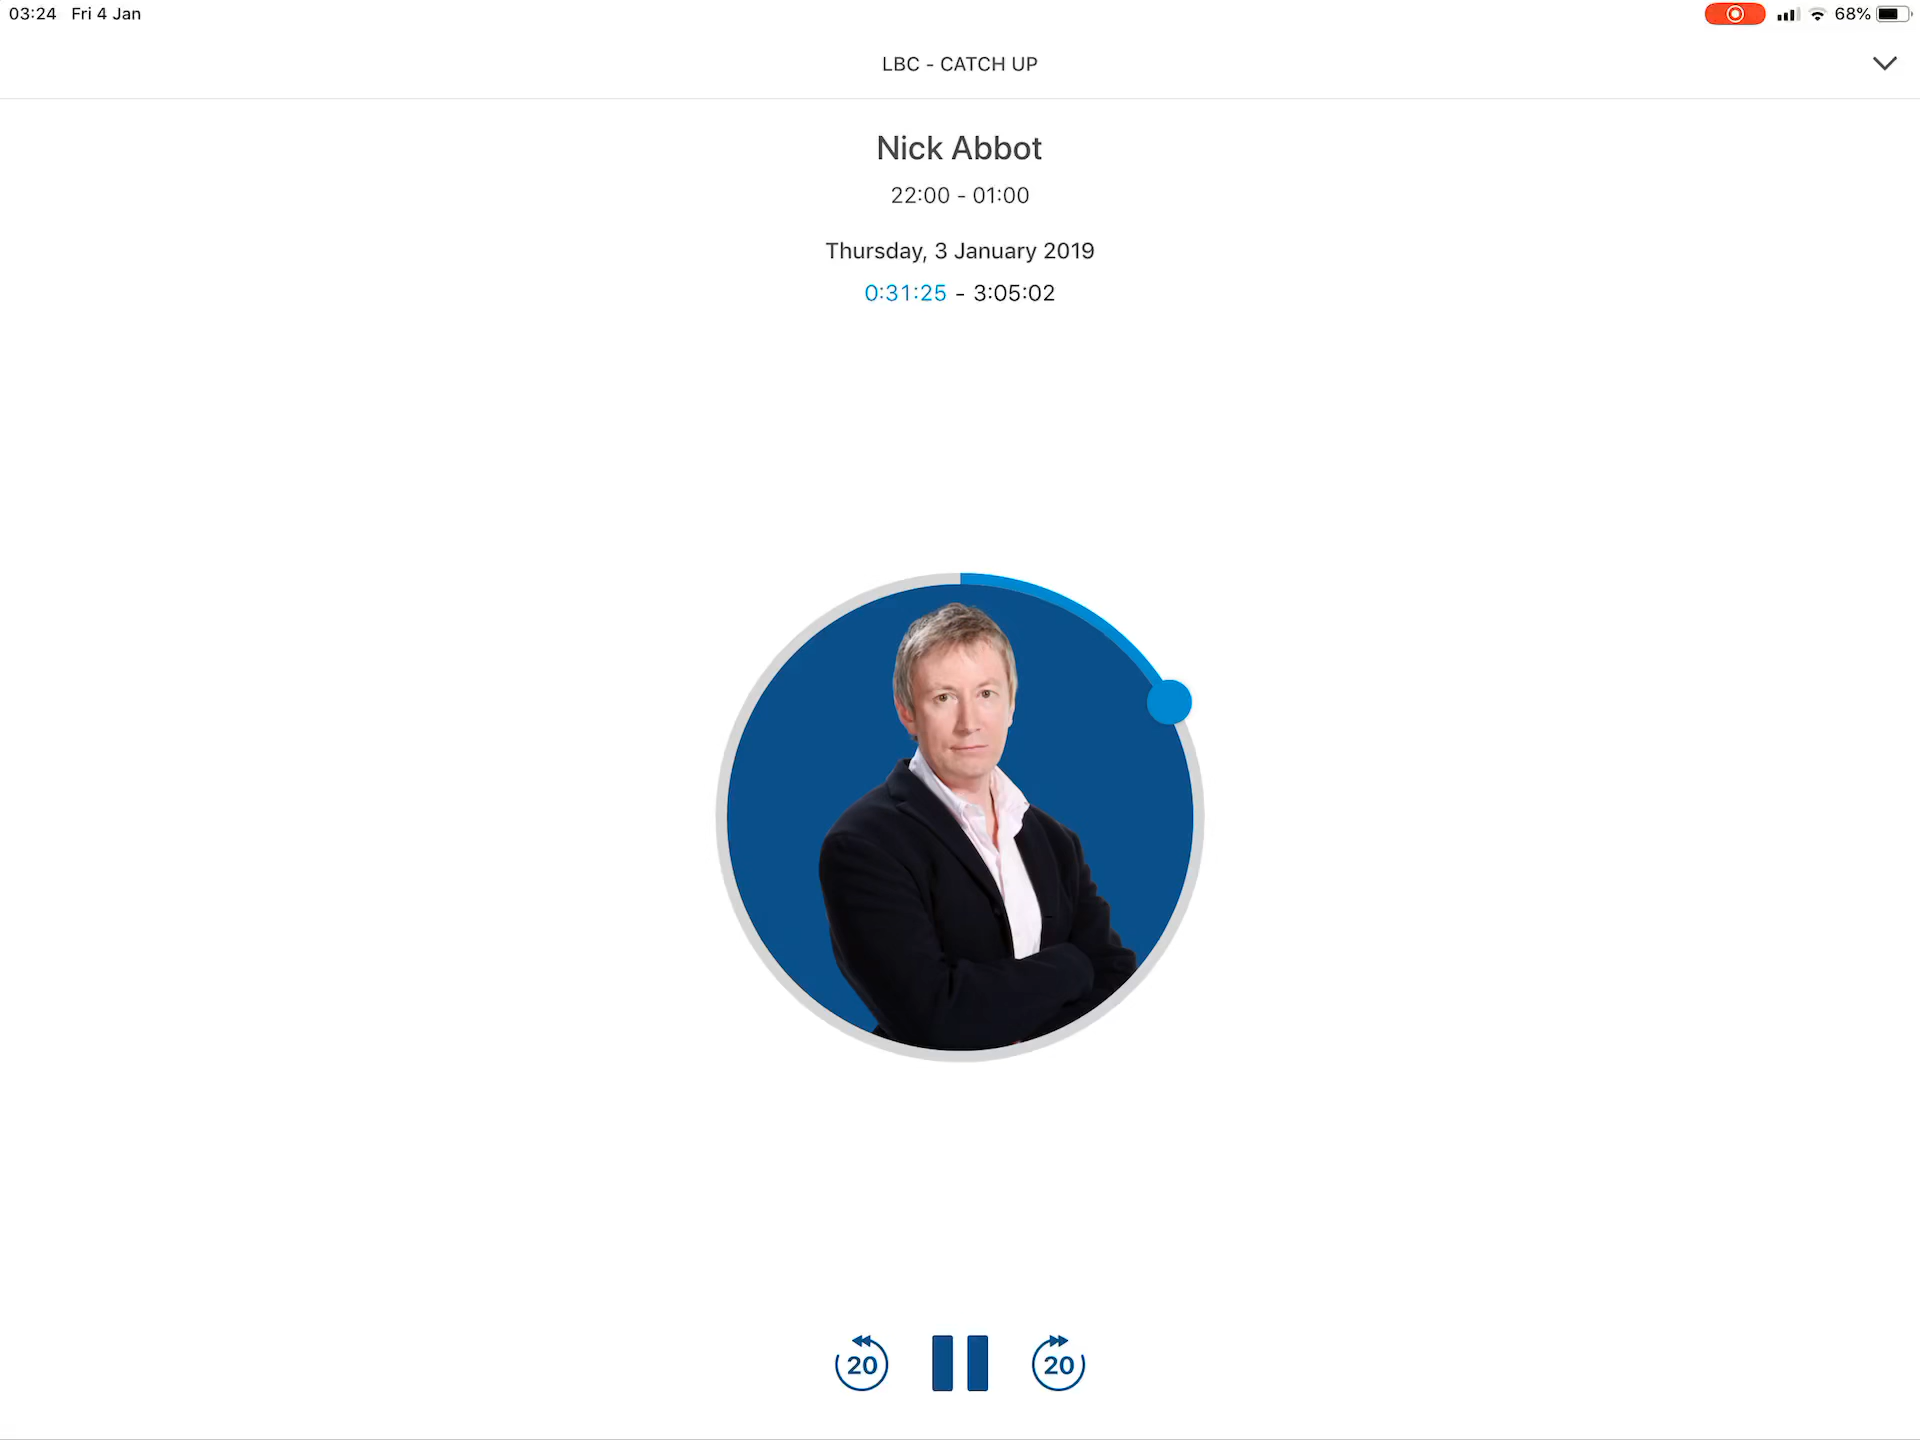 03:24 Fri 4 Jan 68%
LBC - CATCH UP
Nick Abbot
22:00 - 01:00
Thursday, 3 January 2019
0:31:25 - 3:05:02
20 20